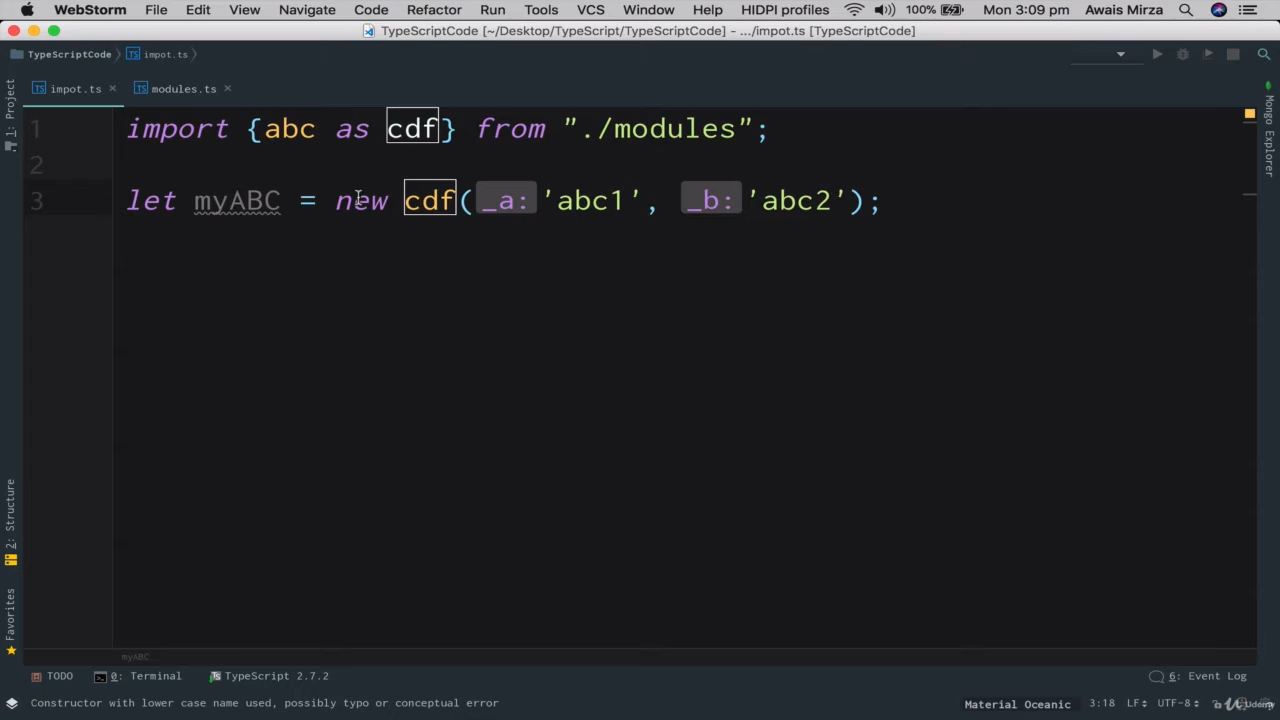 WebStorm File Edit View Navigate Code Refactor Run Tools VCS Window Help HIDPI profiles 100% Mon 3:09 pm Awais Mirza
TypeScriptCode [~/Desktop/TypeScript/TypeScriptCode] - .../impot.ts [TypeScriptCode]
TypeScriptCode impot.ts
impot.ts modules.ts
1: Project
Mongo Explorer
1 import {abc as cdf} from "./modules";
2
3 let myABC = new cdf( _a: 'abc1', _b: 'abc2');
2: Structure
Favorites
myABC
TODO 0: Terminal TypeScript 2.7.2 6: Event Log
Constructor with lower case name used, possibly typo or conceptual error Material Oceanic 3:18 LF UTF-8 Udemy